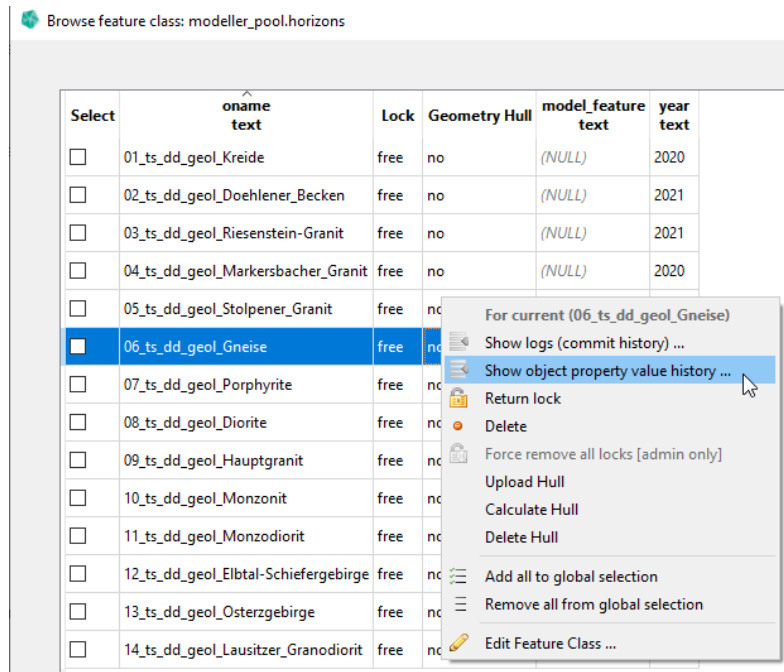 Browse feature class: modeller_pool.horizons
Select oname text Lock Geometry Hull model_feature text year text
01_ts_dd_geol_Kreide free no (NULL) 2020
02_ts_dd_geol_Doehlener_Becken free no (NULL) 2021
03_ts_dd_geol_Riesenstein-Granit free no (NULL) 2021
04_ts_dd_geol_Markersbacher_Granit free no (NULL) 2020
05_ts_dd_geol_Stolpener_Granit free
06_ts_dd_geol_Gneise free
07_ts_dd_geol_Porphyrite free
08_ts_dd_geol_Diorite free
09_ts_dd_geol_Hauptgranit free
10_ts_dd_geol_Monzonit free
11_ts_dd_geol_Monzodiorit free
12_ts_dd_geol_Elbtal-Schiefergebirge free
13_ts_dd_geol_Osterzgebirge free
14_ts_dd_geol_Lausitzer_Granodiorit free
For current (06_ts_dd_geol_Gneise)
Show logs (commit history) ...
Show object property value history ...
Return lock
Delete
Force remove all locks [admin only]
Upload Hull
Calculate Hull
Delete Hull
Add all to global selection
Remove all from global selection
Edit Feature Class ...